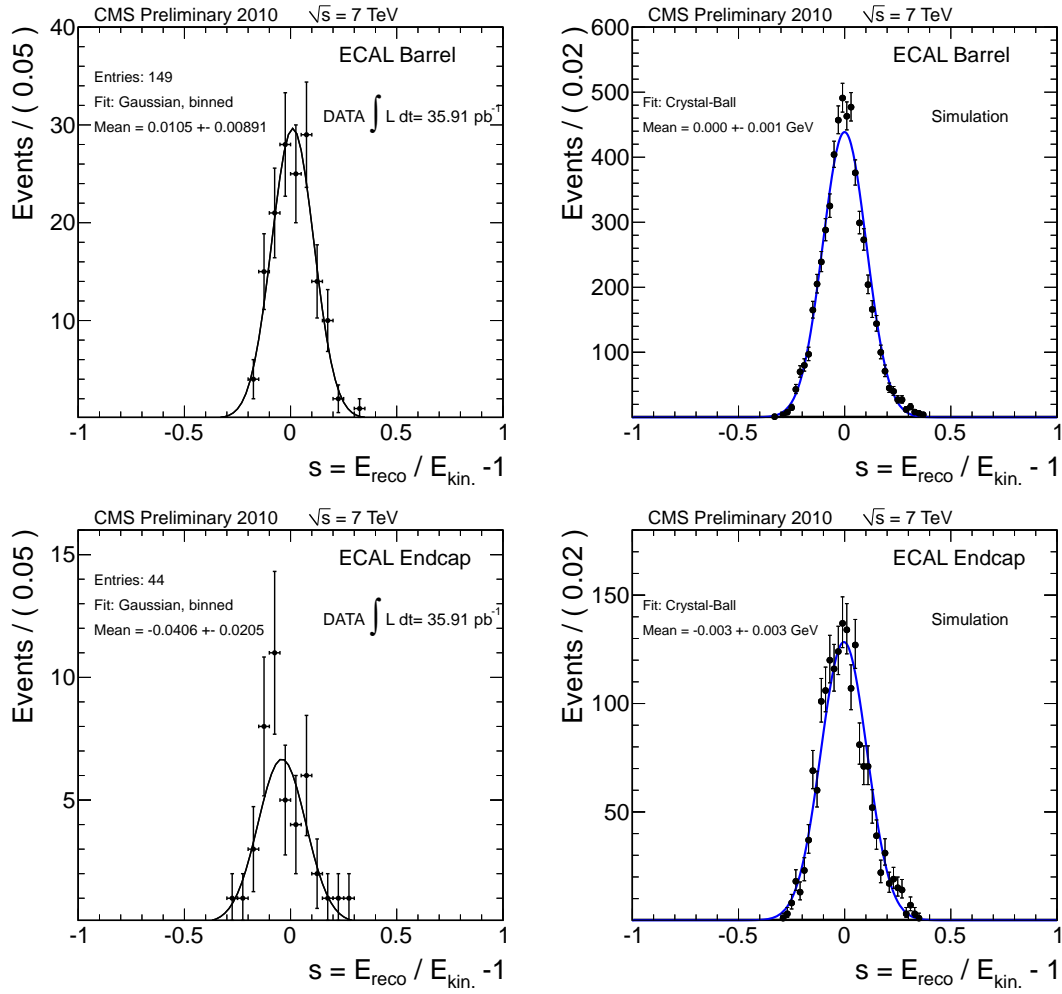 CMS Preliminary 2010 √s = 7 TeV
ECAL Barrel
Entries: 149
Fit: Gaussian, binned
Mean = 0.0105 +- 0.00891
DATA ∫ L dt= 35.91 pb⁻¹
Events / ( 0.05 )
40
30
20
10
-1 -0.5 0 0.5 1
s = E_reco / E_kin. -1
CMS Preliminary 2010 √s = 7 TeV
ECAL Barrel
Fit: Crystal-Ball
Mean = 0.000 +- 0.001 GeV
Simulation
Events / ( 0.02 )
600
500
400
300
200
100
-1 -0.5 0 0.5 1
s = E_reco / E_kin. -1
CMS Preliminary 2010 √s = 7 TeV
ECAL Endcap
Entries: 44
Fit: Gaussian, binned
Mean = -0.0406 +- 0.0205
DATA ∫ L dt= 35.91 pb⁻¹
Events / ( 0.05 )
15
10
5
-1 -0.5 0 0.5 1
s = E_reco / E_kin. -1
CMS Preliminary 2010 √s = 7 TeV
ECAL Endcap
Fit: Crystal-Ball
Mean = -0.003 +- 0.003 GeV
Simulation
Events / ( 0.02 )
150
100
50
-1 -0.5 0 0.5 1
s = E_reco / E_kin. -1